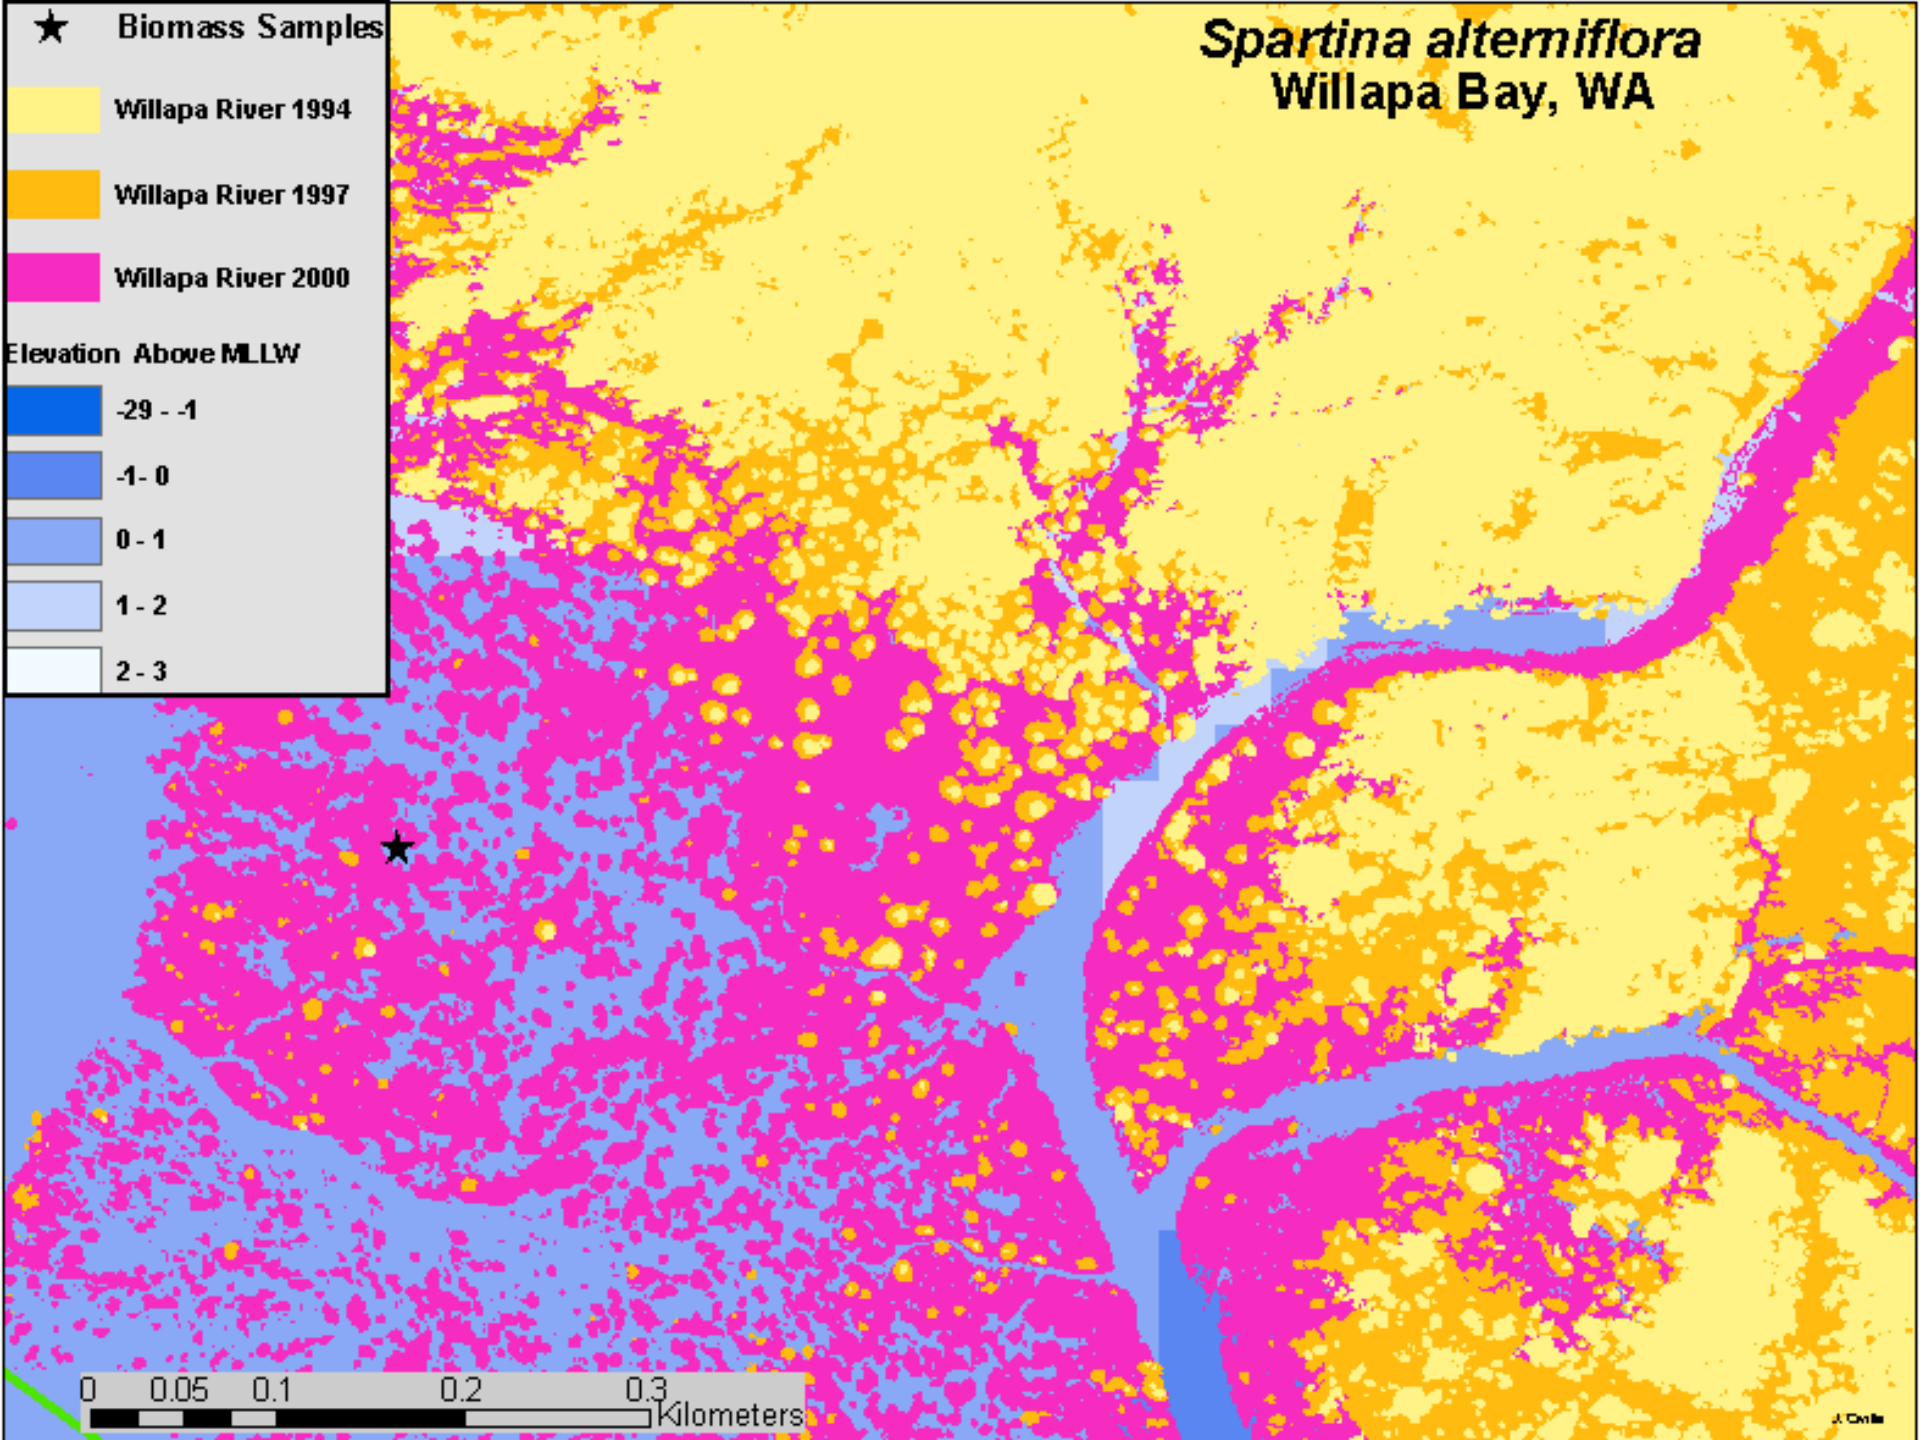 Spartina alterniflora
Willapa Bay, WA
Biomass Samples
Willapa River 1994
Willapa River 1997
Willapa River 2000
Elevation Above MLLW
-29 - -1
-1 - 0
0 - 1
1 - 2
2 - 3
0 0.05 0.1 0.2 0.3
Kilometers